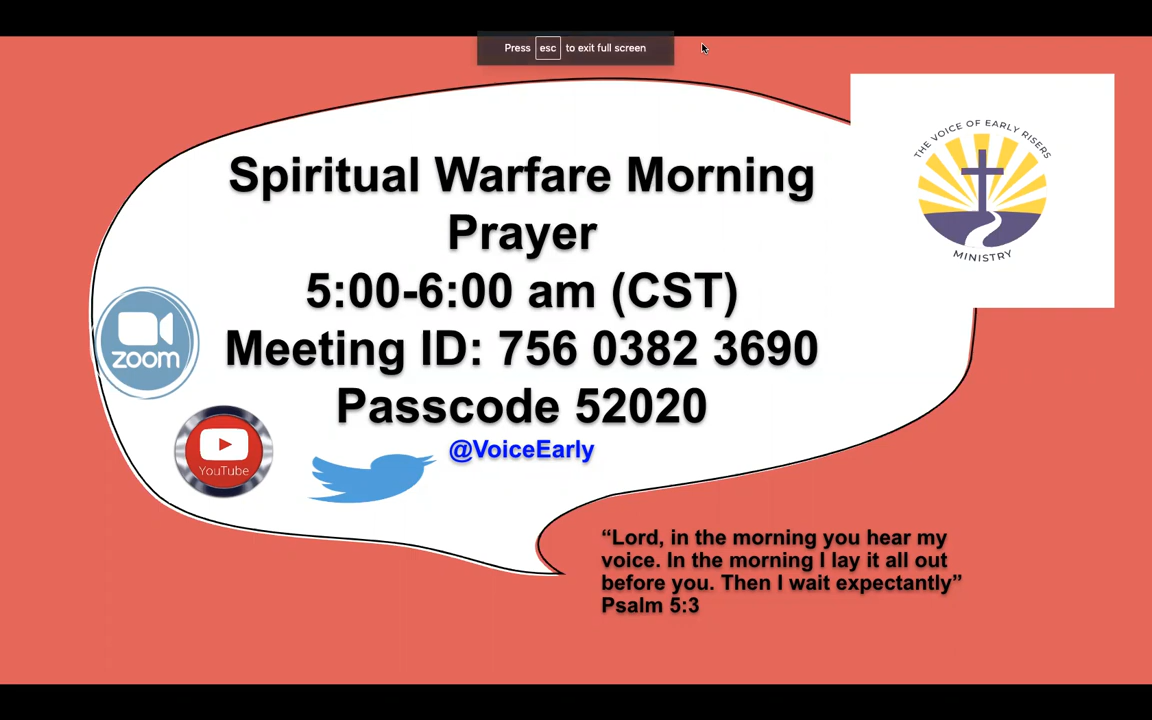 Press esc to exit full screen
THE VOICE OF EARLY RISERS
MINISTRY
Spiritual Warfare Morning
Prayer
5:00-6:00 am (CST)
Meeting ID: 756 0382 3690
Passcode 52020
@VoiceEarly
zoom
YouTube
“Lord, in the morning you hear my
voice. In the morning I lay it all out
before you. Then I wait expectantly”
Psalm 5:3